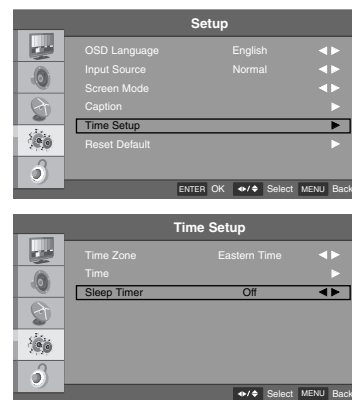 Setup
OSD Language English
Input Source Normal
Screen Mode
Caption
Time Setup
Reset Default
ENTER OK Select MENU Back
Time Setup
Time Zone Eastern Time
Time
Sleep Timer Off
Select MENU Back